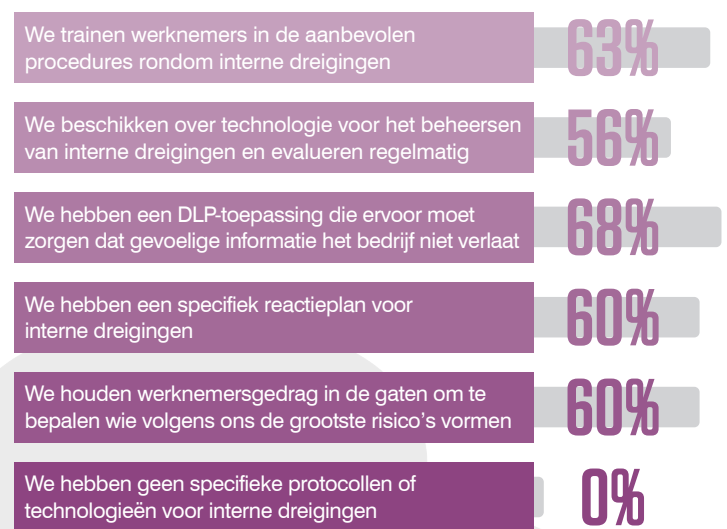 We trainen werknemers in de aanbevolen
procedures rondom interne dreigingen
63%
We beschikken over technologie voor het beheersen
van interne dreigingen en evalueren regelmatig
56%
We hebben een DLP-toepassing die ervoor moet
zorgen dat gevoelige informatie het bedrijf niet verlaat
68%
We hebben een specifiek reactieplan voor
interne dreigingen
60%
We houden werknemersgedrag in de gaten om te
bepalen wie volgens ons de grootste risico’s vormen
60%
We hebben geen specifieke protocollen of
technologieën voor interne dreigingen
0%